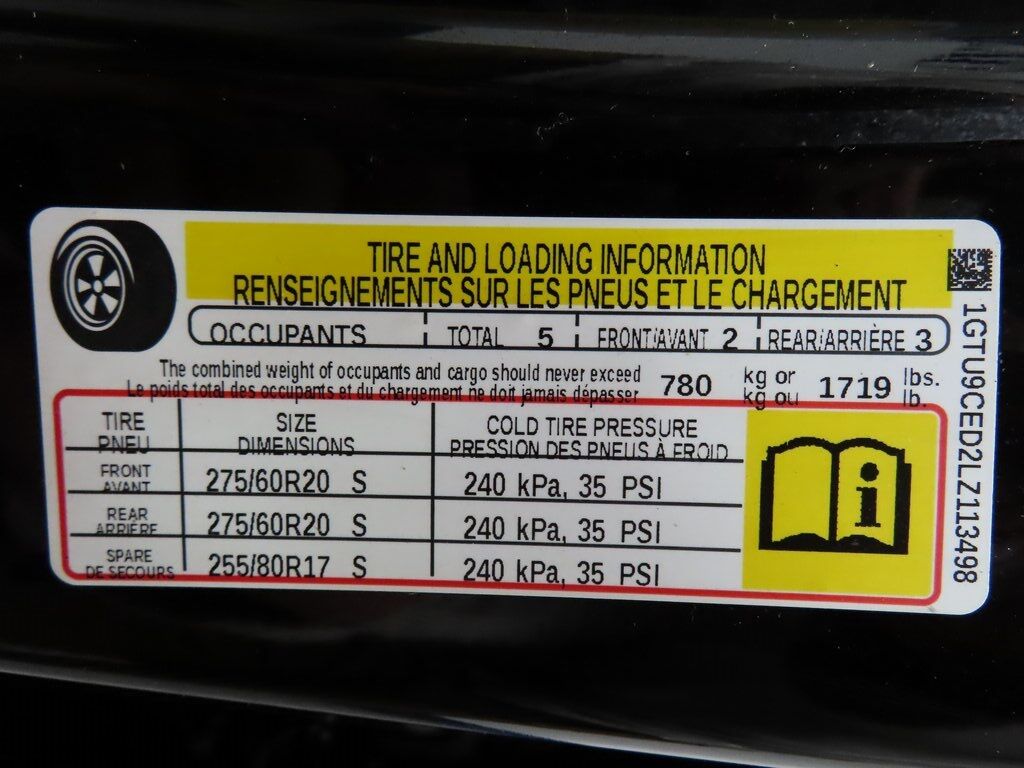 TIRE AND LOADING INFORMATION
RENSEIGNEMENTS SUR LES PNEUS ET LE CHARGEMENT
OCCUPANTS TOTAL 5 FRONT/AVANT 2 REAR/ARRIÈRE 3
The combined weight of occupants and cargo should never exceed 780 kg or 1719 lbs.
Le poids total des occupants et du chargement ne doit jamais dépasser kg ou lb.
TIRE SIZE COLD TIRE PRESSURE
PNEU DIMENSIONS PRESSION DES PNEUS À FROID
FRONT
AVANT 275/60R20 S 240 kPa, 35 PSI
REAR
ARRIÈRE 275/60R20 S 240 kPa, 35 PSI
SPARE
DE SECOURS 255/80R17 S 240 kPa, 35 PSI
i
1GTU9CED2LZ113498